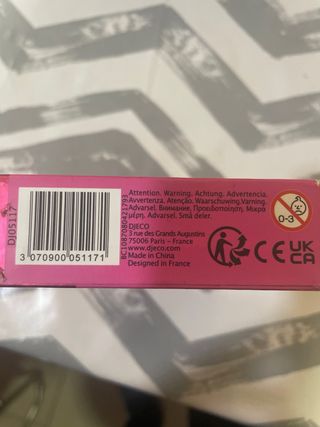 DJ05117
3 070900 051171
Attention. Warning. Achtung. Advertencia.
Avvertenza, Atenção. Waarschuwing, Varning.
Advarsel. Внимание. Προειδοποίηση. Μικρά
μέρη. Advarsel. Små deler.
DJECO
3 rue des Grands Augustins
75006 Paris - France
www.djeco.com
Made in China
Designed in France
0-3
CE
UK
CA